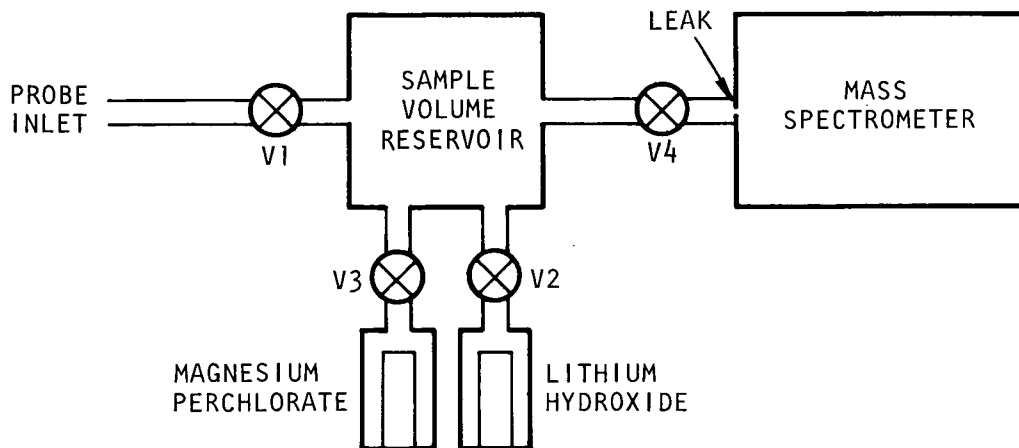 LEAK
PROBE
INLET
V1
SAMPLE
VOLUME
RESERVOIR
V4
MASS
SPECTROMETER
V3
V2
MAGNESIUM
PERCHLORATE
LITHIUM
HYDROXIDE